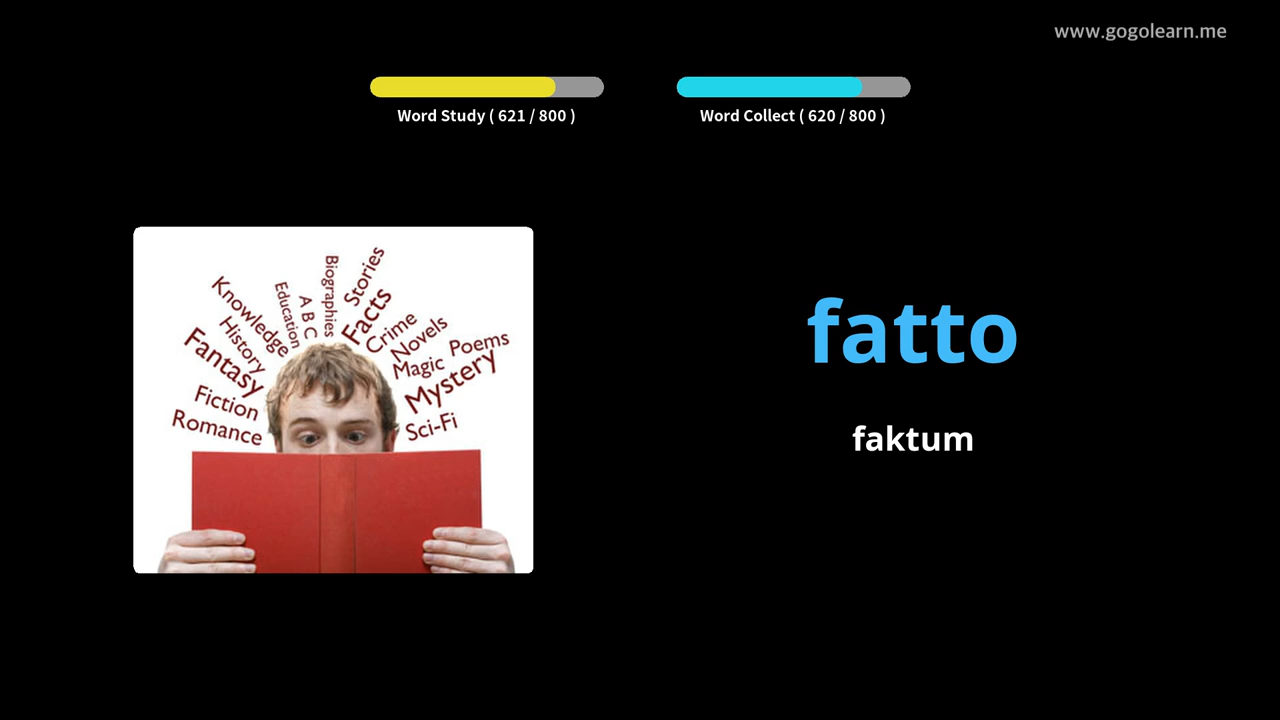 www.gogolearn.me
Word Study ( 621 / 800 )
Word Collect ( 620 / 800 )
Knowledge
History
Fantasy
Fiction
Romance
Education
A B C
Biographies
Stories
Facts
Crime
Novels
Magic
Poems
Mystery
Sci-Fi
fatto
faktum